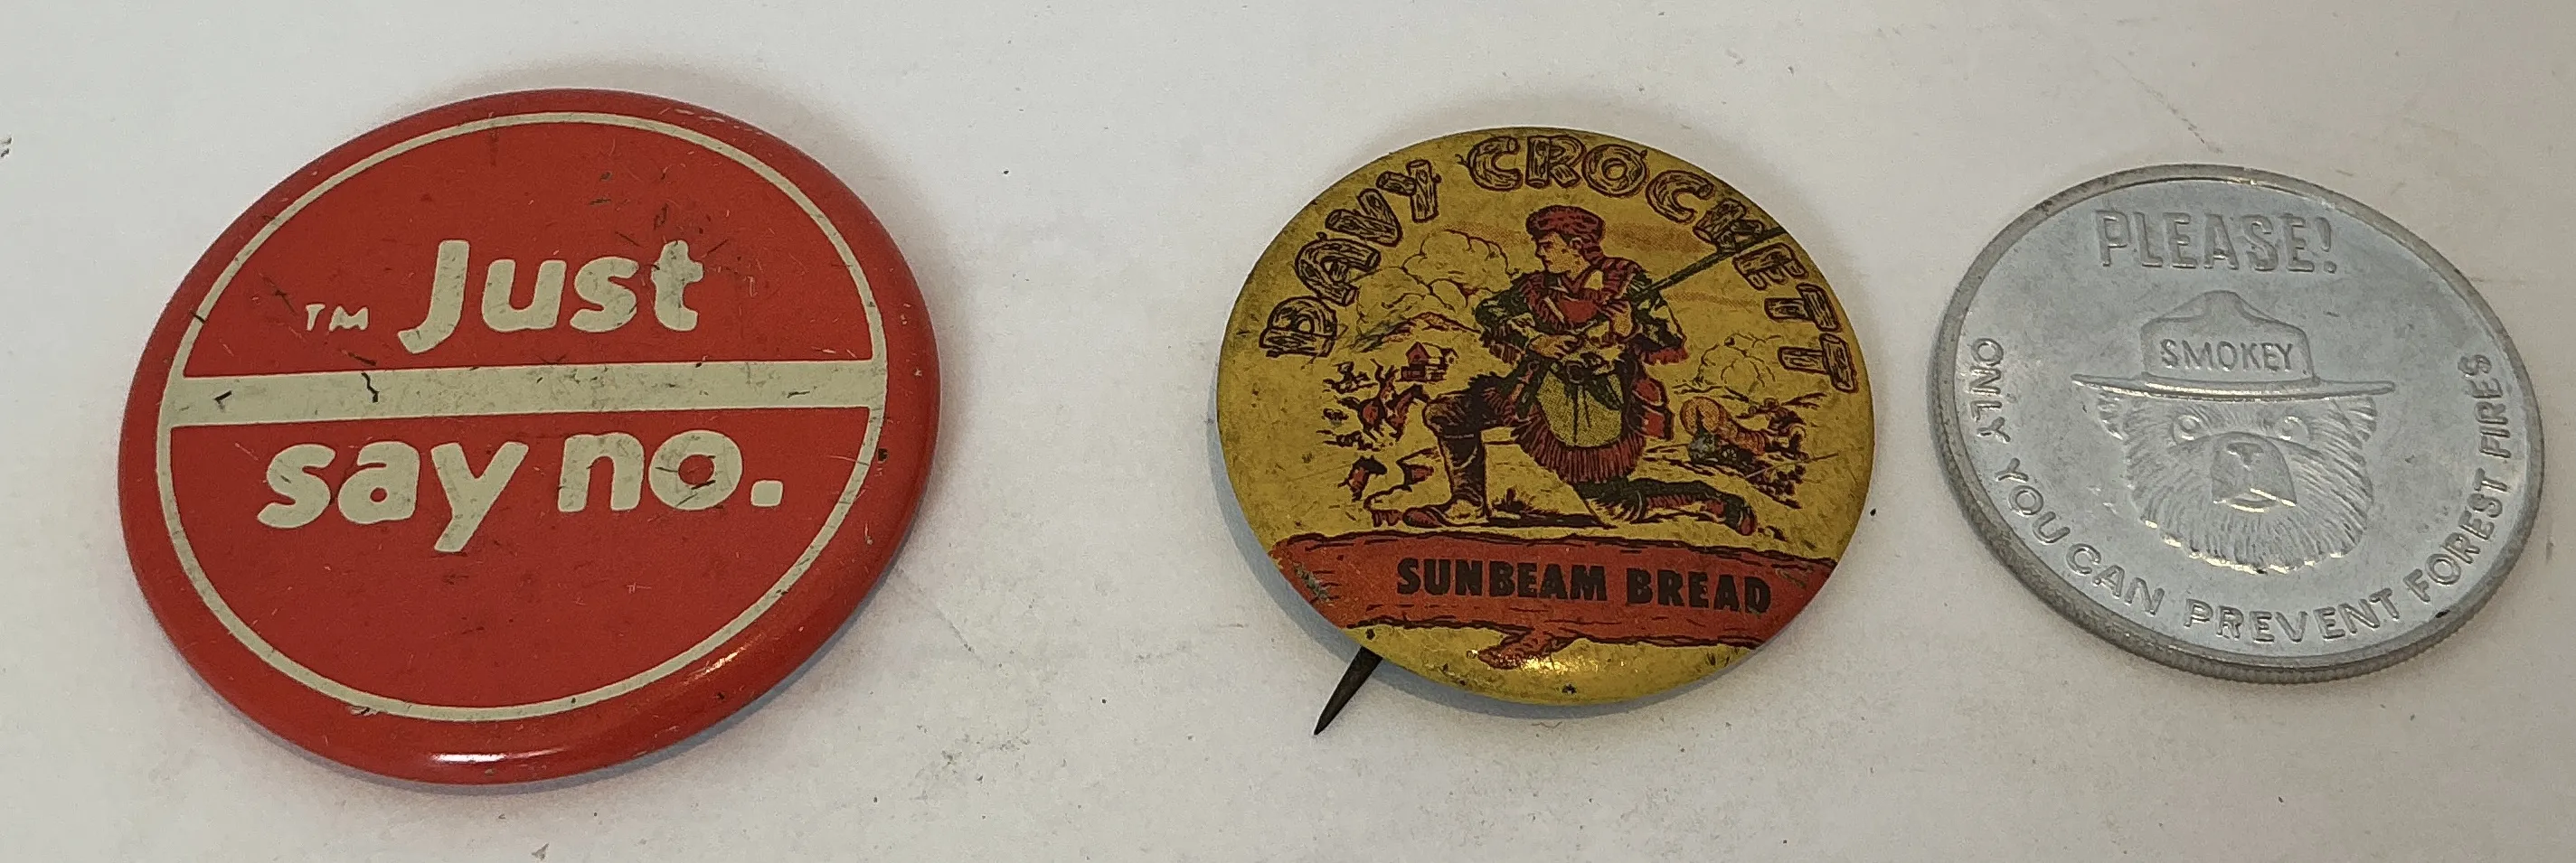 TM Just
say no.
DAVY CROCKETT
SUNBEAM BREAD
PLEASE!
SMOKEY
ONLY YOU CAN PREVENT FOREST FIRES